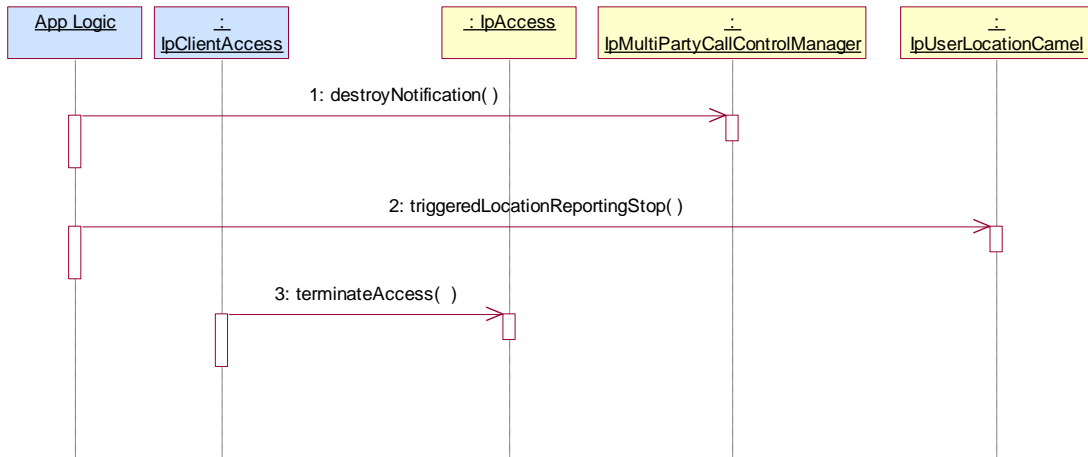 App Logic
:
IpClientAccess
: IpAccess
:
IpMultiPartyCallControlManager
:
IpUserLocationCamel
1: destroyNotification( )
2: triggeredLocationReportingStop( )
3: terminateAccess(  )